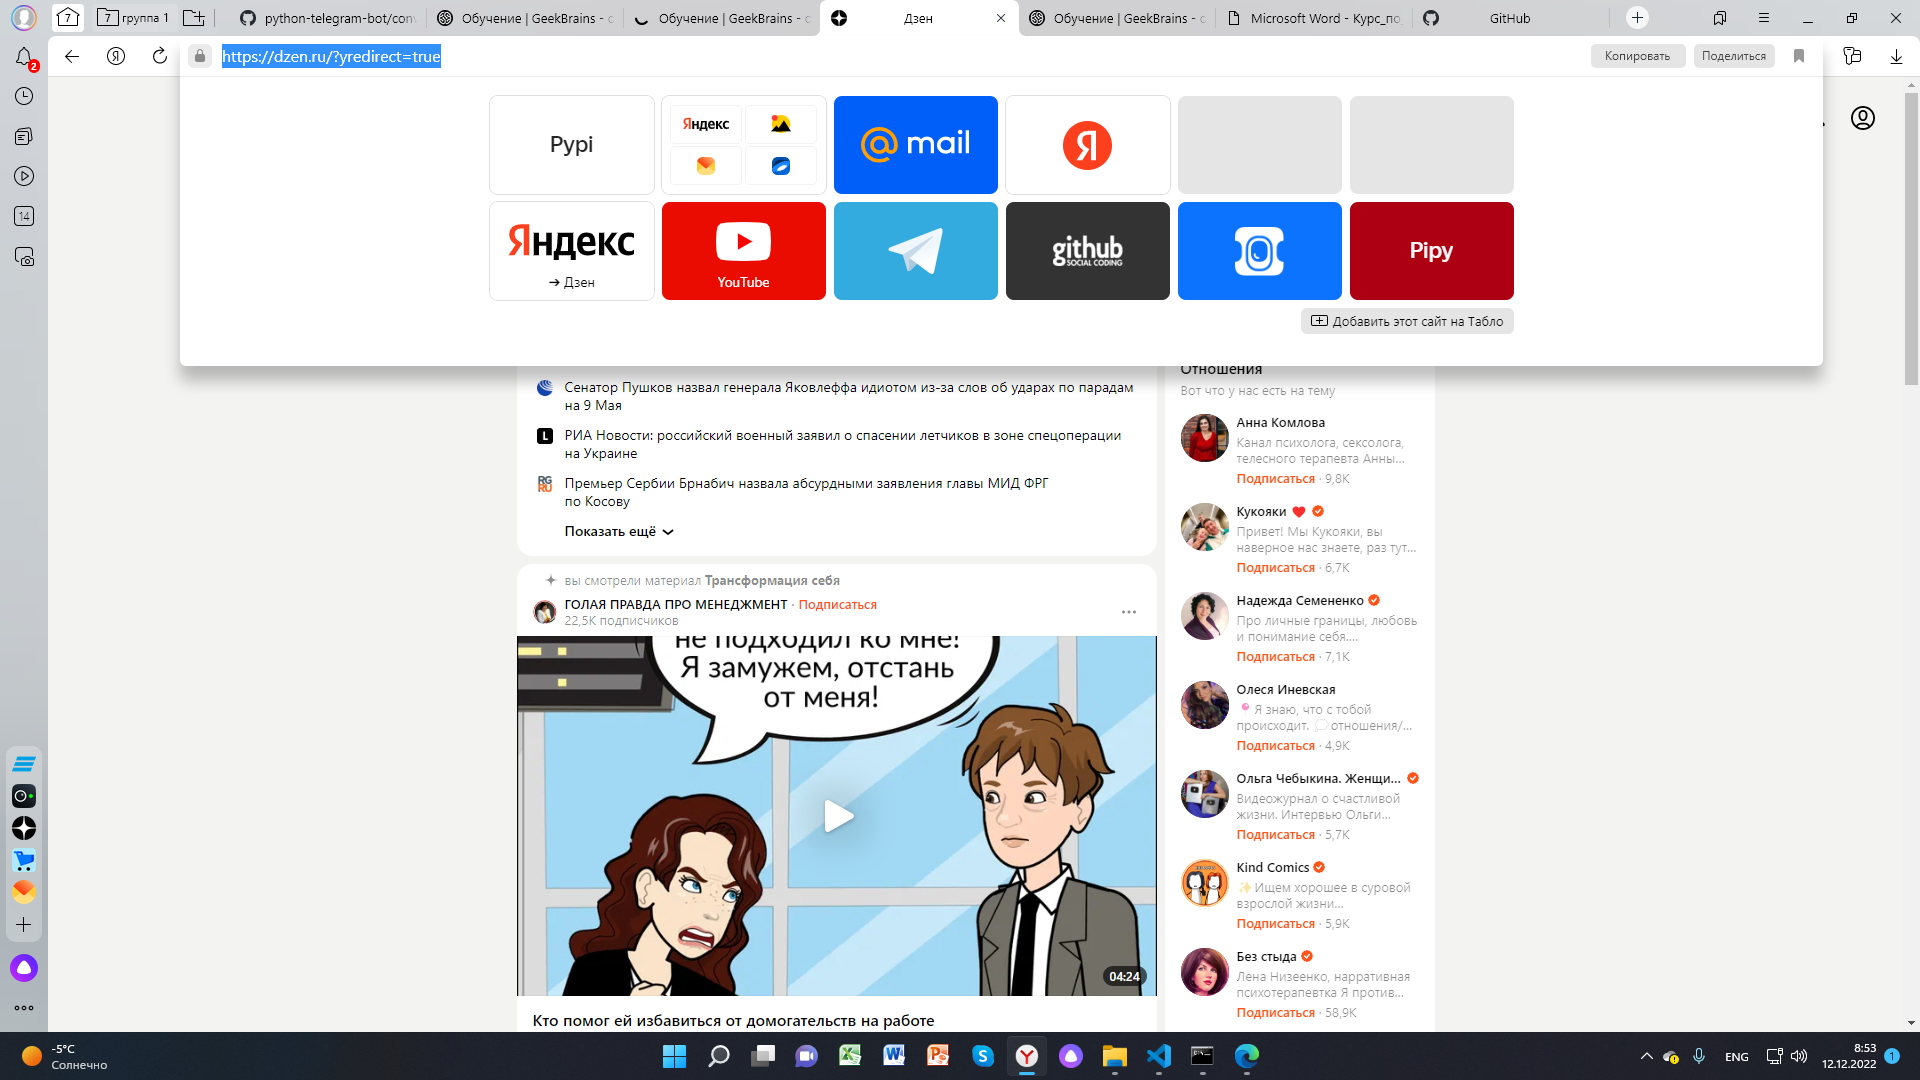 7 группа 1
python-telegram-bot/con
Обучение | GeekBrains -
Обучение | GeekBrains -
Дзен
Обучение | GeekBrains -
Microsoft Word - Курс_по_
GitHub
2
Я
https://dzen.ru/?yredirect=true
Копировать
Поделиться
14
Pypi
Яндекс
@mail
Я
Яндекс
→ Дзен
YouTube
github
SOCIAL CODING
Pipy
Добавить этот сайт на Табло
Сенатор Пушков назвал генерала Яковлеффа идиотом из-за слов об ударах по парадам
на 9 Мая
L
РИА Новости: российский военный заявил о спасении летчиков в зоне спецоперации
на Украине
RG
RU
Премьер Сербии Брнабич назвала абсурдными заявления главы МИД ФРГ
по Косову
Показать ещё
вы смотрели материал Трансформация себя
ГОЛАЯ ПРАВДА ПРО МЕНЕДЖМЕНТ · Подписаться
22,5K подписчиков
не подходил ко мне!
Я замужем, отстань
от меня!
04:24
Кто помог ей избавиться от домогательств на работе
Отношения
Вот что у нас есть на тему
Анна Комлова
Канал психолога, сексолога,
телесного терапевта Анны...
Подписаться · 9,8K
Кукояки
Привет! Мы Кукояки, вы
наверное нас знаете, раз тут...
Подписаться · 6,7K
Надежда Семененко
Про личные границы, любовь
и понимание себя....
Подписаться · 7,1K
Олеся Иневская
Я знаю, что с тобой
происходит. отношения/...
Подписаться · 4,9K
Ольга Чебыкина. Женщи...
Видеожурнал о счастливой
жизни. Интервью Ольги...
Подписаться · 5,7K
Kind Comics
Ищем хорошее в суровой
взрослой жизни...
Подписаться · 5,9K
Без стыда
Лена Низеенко, нарративная
психотерапевтка Я против...
Подписаться · 58,9K
-5°C
Солнечно
ENG
8:53
12.12.2022
1